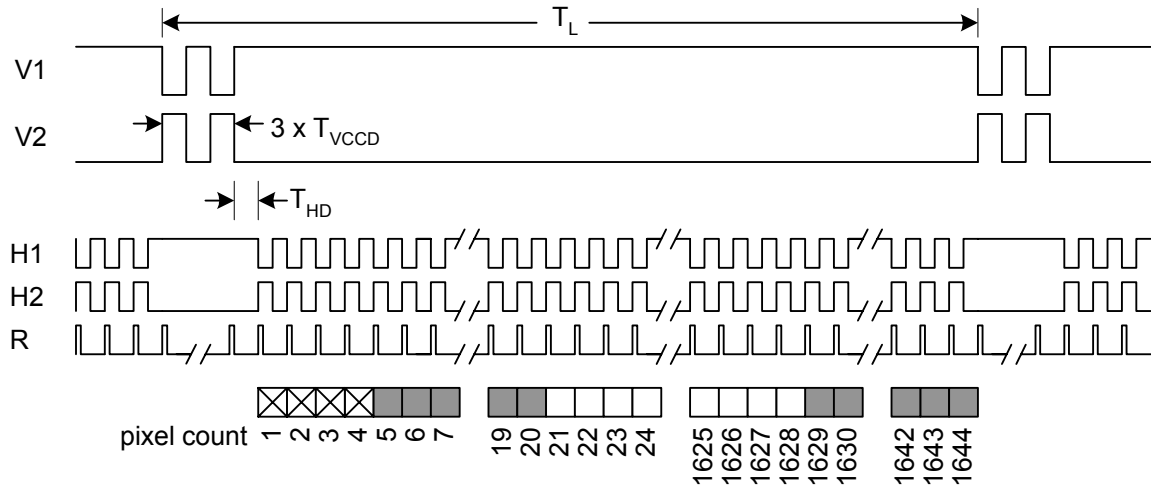 T_L
V1
V2
3 x T_VCCD
T_HD
H1
H2
R
pixel count 1 2 3 4 5 6 7 19 20 21 22 23 24 1625 1626 1627 1628 1629 1630 1642 1643 1644